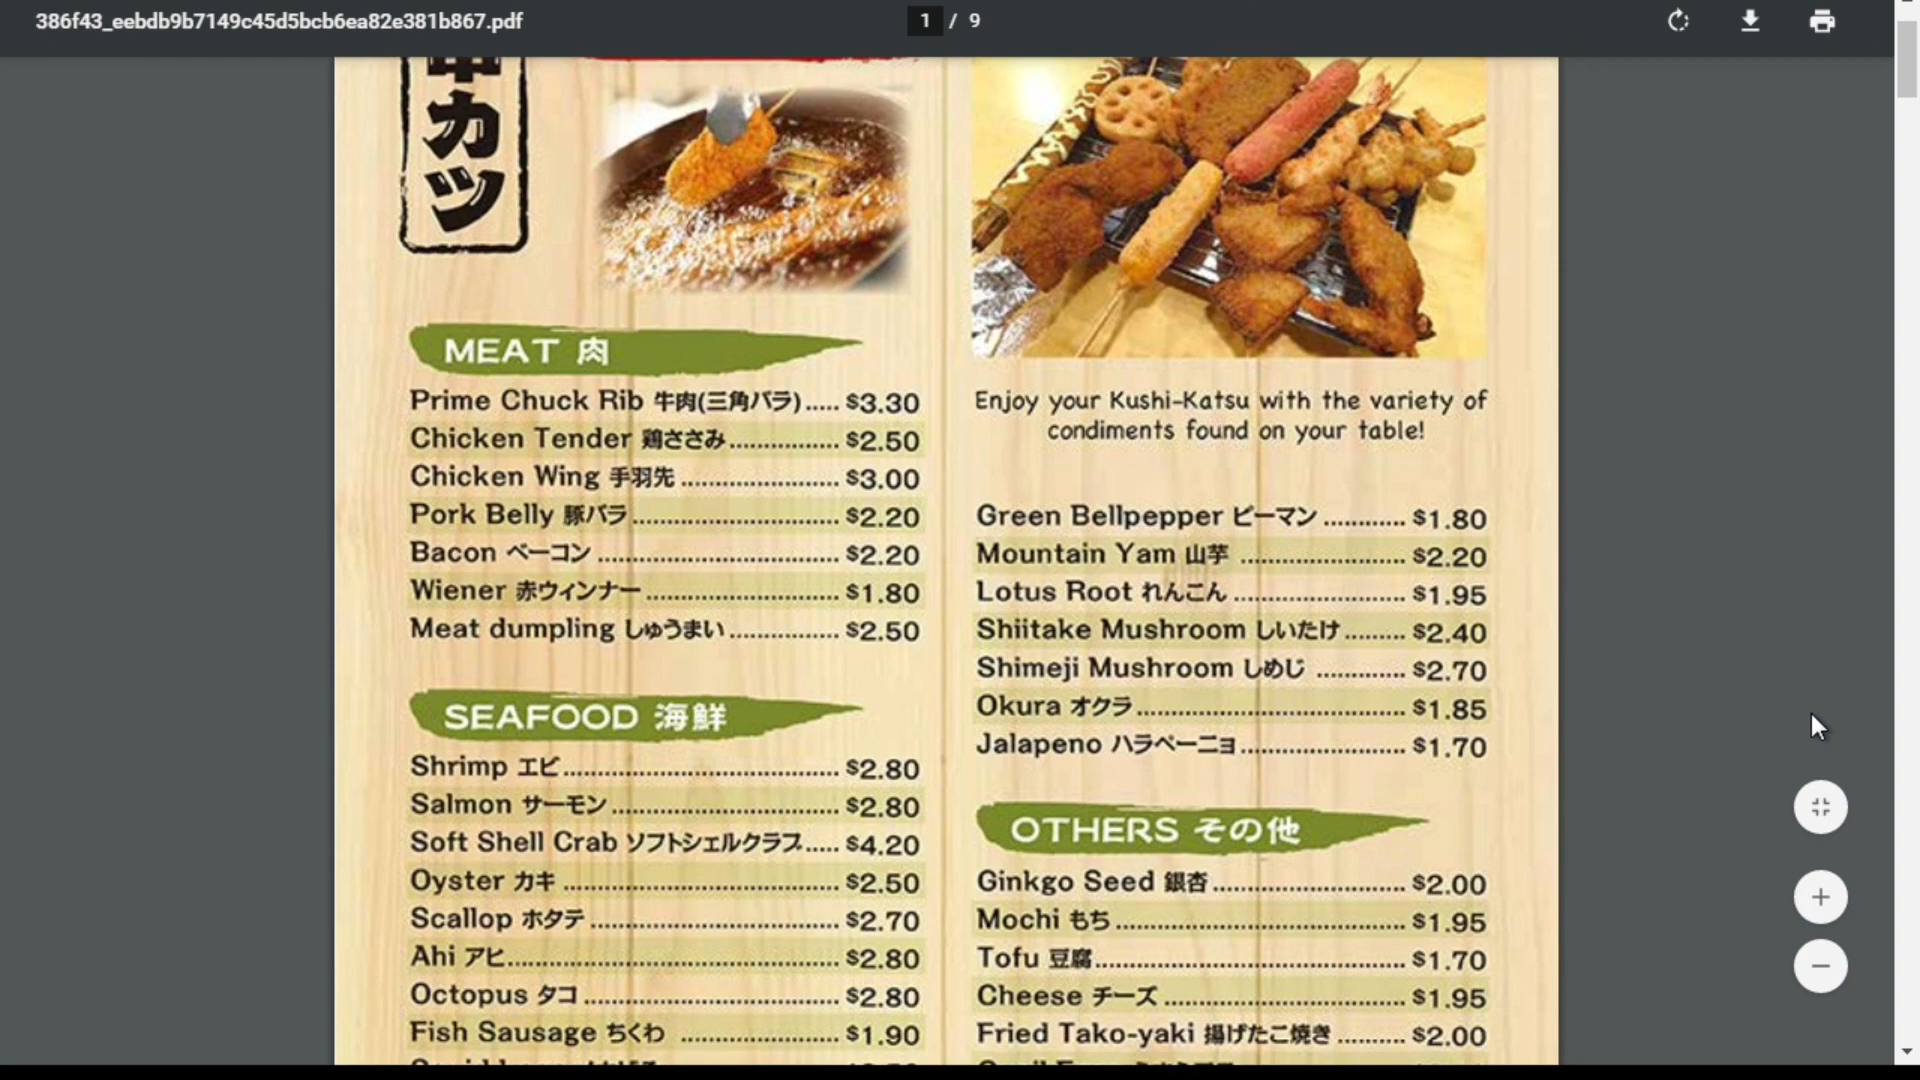 386f43_eebdb9b7149c45d5bcb6ea82e381b867.pdf
1 / 9
串カツ
MEAT 肉
Prime Chuck Rib 牛肉(三角バラ)..... $3.30
Chicken Tender 鶏ささみ................ $2.50
Chicken Wing 手羽先 ....................... $3.00
Pork Belly 豚バラ.............................. $2.20
Bacon ベーコン ................................... $2.20
Wiener 赤ウィンナー............................ $1.80
Meat dumpling しゅうまい................ $2.50
SEAFOOD 海鮮
Shrimp エビ........................................ $2.80
Salmon サーモン................................. $2.80
Soft Shell Crab ソフトシェルクラブ..... $4.20
Oyster カキ ........................................ $2.50
Scallop ホタテ.................................... $2.70
Ahi アヒ................................................ $2.80
Octopus タコ ..................................... $2.80
Fish Sausage ちくわ ....................... $1.90
Enjoy your Kushi-Katsu with the variety of
condiments found on your table!
Green Bellpepper ピーマン ............ $1.80
Mountain Yam 山芋 ........................ $2.20
Lotus Root れんこん ......................... $1.95
Shiitake Mushroom しいたけ......... $2.40
Shimeji Mushroom しめじ ............. $2.70
Okura オクラ....................................... $1.85
Jalapeno ハラペーニョ........................ $1.70
OTHERS その他
Ginkgo Seed 銀杏............................ $2.00
Mochi もち.......................................... $1.95
Tofu 豆腐............................................. $1.70
Cheese チーズ ................................... $1.95
Fried Tako-yaki 揚げたこ焼き.......... $2.00